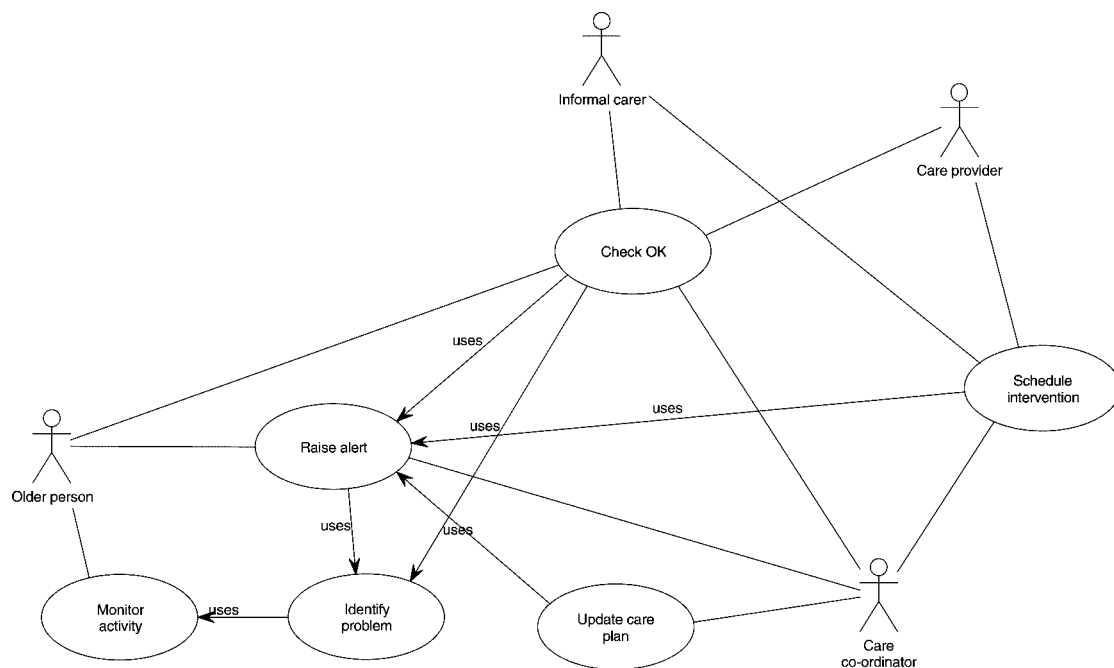 Informal carer
Care provider
Check OK
uses
Schedule
intervention
uses
uses
Raise alert
Older person
uses
uses
Monitor
activity
uses
Identify
problem
Update care
plan
Care
co-ordinator